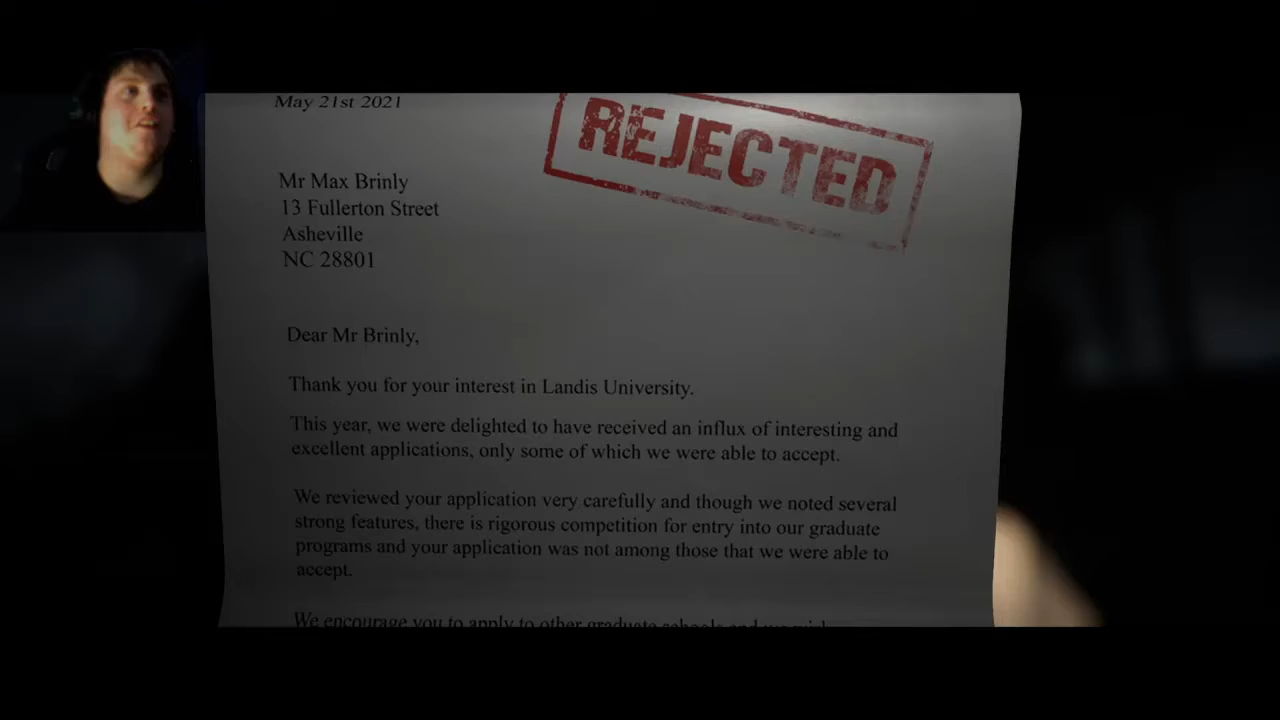 May 21st 2021
REJECTED
Mr Max Brinly
13 Fullerton Street
Asheville
NC 28801
Dear Mr Brinly,
Thank you for your interest in Landis University.
This year, we were delighted to have received an influx of interesting and
excellent applications, only some of which we were able to accept.
We reviewed your application very carefully and though we noted several
strong features, there is rigorous competition for entry into our graduate
programs and your application was not among those that we were able to
accept.
We encourage you to apply to other graduate schools and we wish